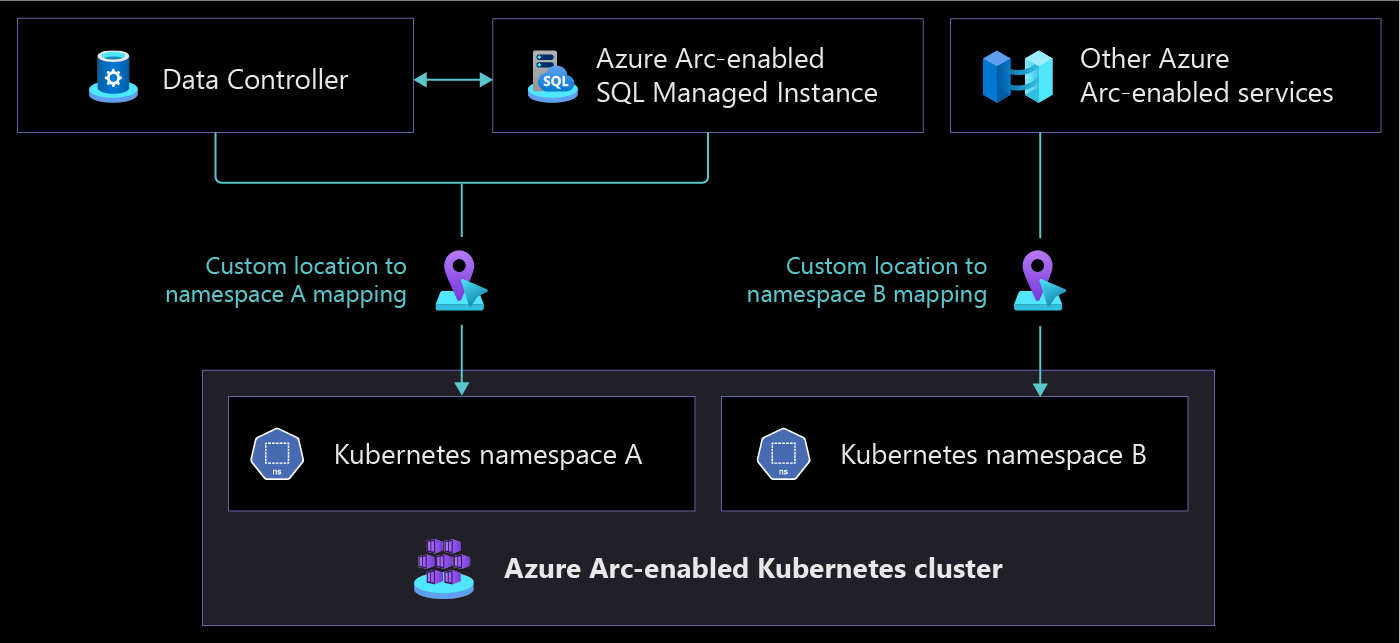 Data Controller
Azure Arc-enabled
SQL Managed Instance
SQL
Other Azure
Arc-enabled services
Custom location to
namespace A mapping
Custom location to
namespace B mapping
Kubernetes namespace A
ns
Kubernetes namespace B
ns
Azure Arc-enabled Kubernetes cluster